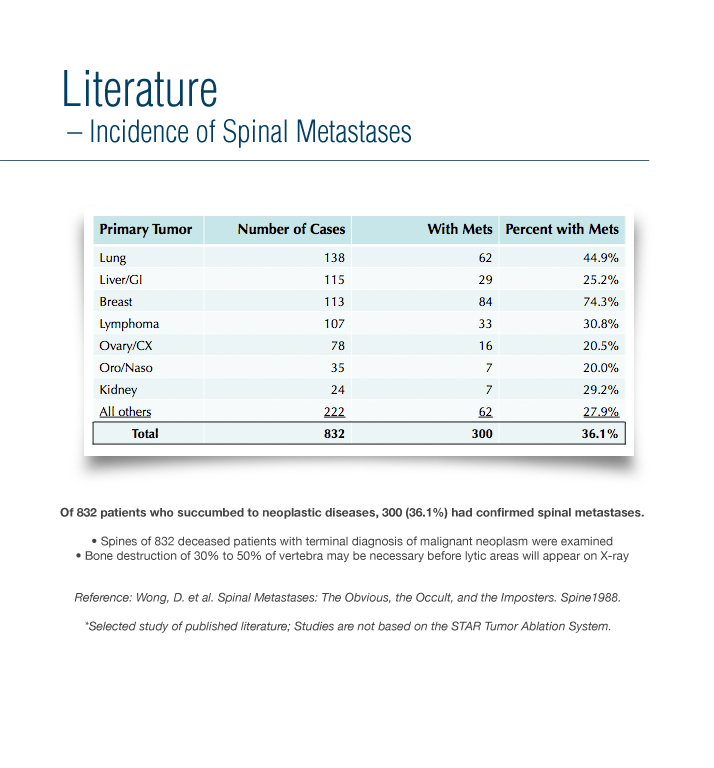 Literature
– Incidence of Spinal Metastases
Primary Tumor Number of Cases With Mets Percent with Mets
Lung 138 62 44.9%
Liver/GI 115 29 25.2%
Breast 113 84 74.3%
Lymphoma 107 33 30.8%
Ovary/CX 78 16 20.5%
Oro/Naso 35 7 20.0%
Kidney 24 7 29.2%
All others 222 62 27.9%
Total 832 300 36.1%
Of 832 patients who succumbed to neoplastic diseases, 300 (36.1%) had confirmed spinal metastases.
• Spines of 832 deceased patients with terminal diagnosis of malignant neoplasm were examined
• Bone destruction of 30% to 50% of vertebra may be necessary before lytic areas will appear on X-ray
Reference: Wong, D. et al. Spinal Metastases: The Obvious, the Occult, and the Imposters. Spine1988.
*Selected study of published literature; Studies are not based on the STAR Tumor Ablation System.